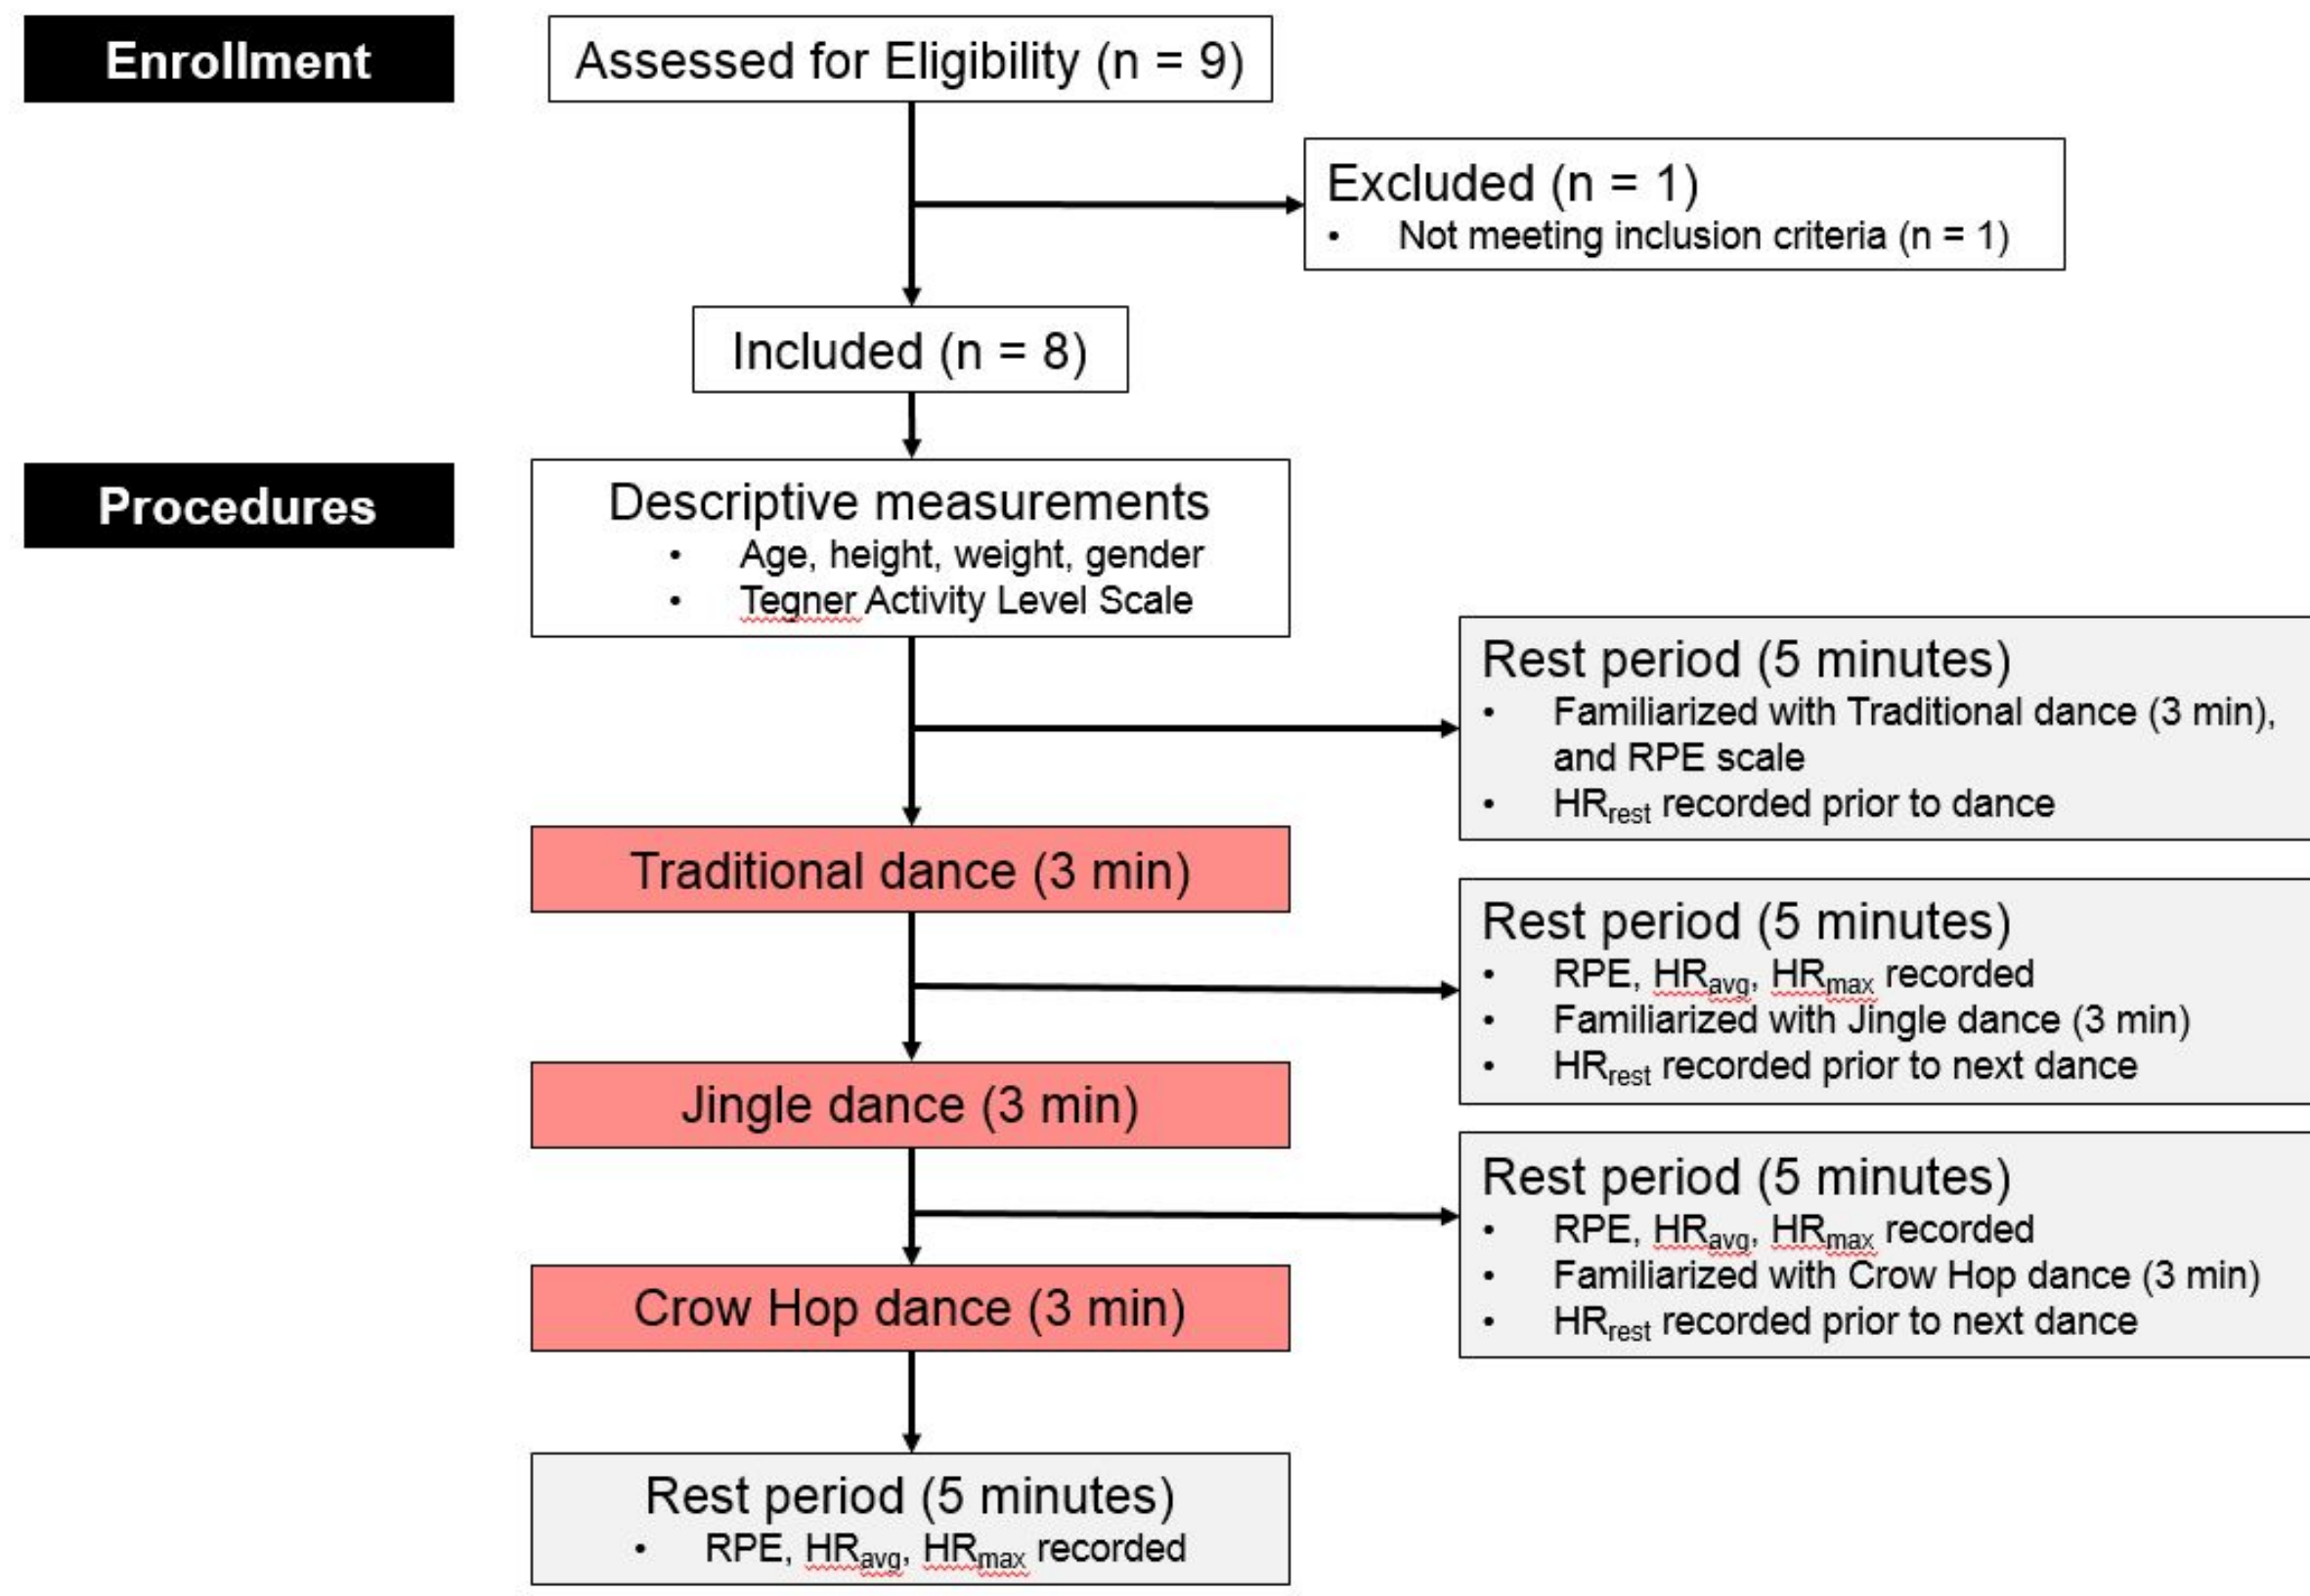 Enrollment
Assessed for Eligibility (n = 9)
Excluded (n = 1)
• Not meeting inclusion criteria (n = 1)
Included (n = 8)
Procedures
Descriptive measurements
• Age, height, weight, gender
• Tegner Activity Level Scale
Rest period (5 minutes)
• Familiarized with Traditional dance (3 min),
and RPE scale
• HRrest recorded prior to dance
Traditional dance (3 min)
Rest period (5 minutes)
• RPE, HRavg, HRmax recorded
• Familiarized with Jingle dance (3 min)
• HRrest recorded prior to next dance
Jingle dance (3 min)
Rest period (5 minutes)
• RPE, HRavg, HRmax recorded
• Familiarized with Crow Hop dance (3 min)
• HRrest recorded prior to next dance
Crow Hop dance (3 min)
Rest period (5 minutes)
• RPE, HRavg, HRmax recorded